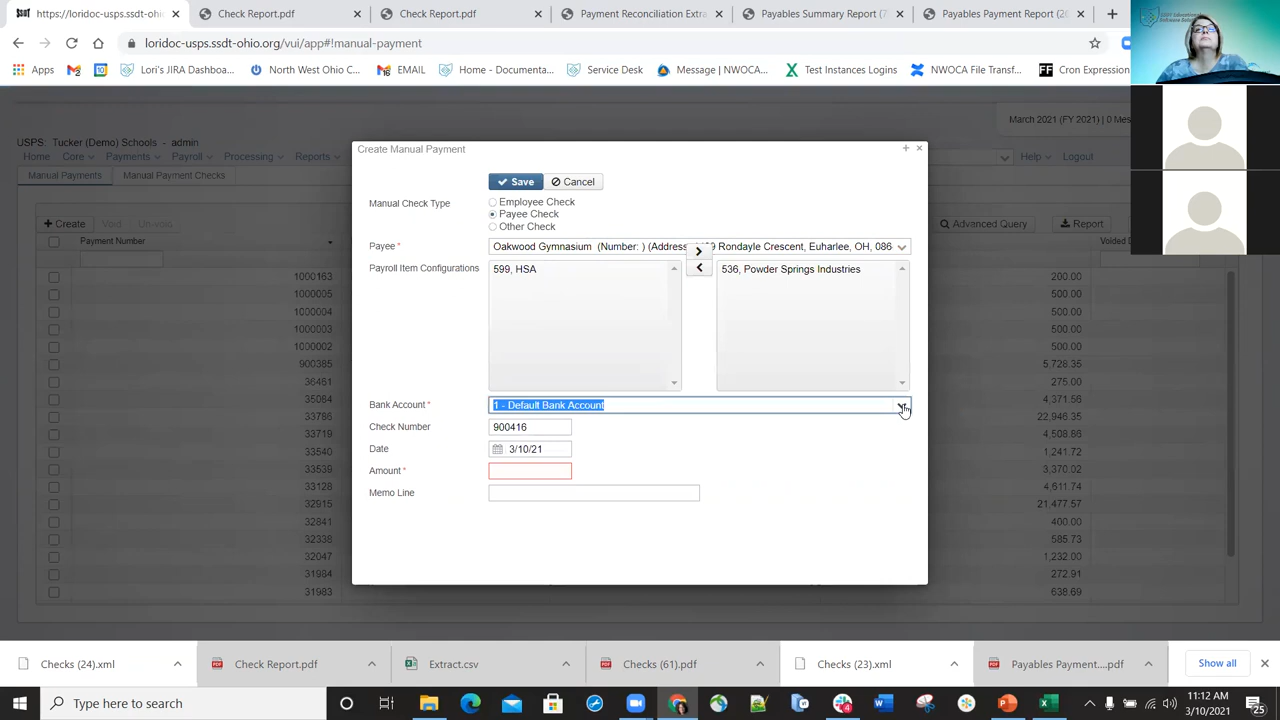 https://loridoc-usps.ssdt-ohio
Check Report.pdf
Check Report.pdf
Payment Reconciliation Extra
Payables Summary Report (7
Payables Payment Report (26
loridoc-usps.ssdt-ohio.org/vui/app#!manual-payment
Apps
Lori's JIRA Dashboa...
North West Ohio C...
EMAIL
Home - Documenta...
Service Desk
Message | NWOCA...
Test Instances Logins
NWOCA File Transf...
Cron Expression
March 2021 (FY 2021) | 0 Mes
USPS: Tucker (Demo) Schools - admin
Home Core Payments Payroll Processing Reports
Help Logout
Manual Payments Manual Payment Checks
Create Void Un-void
Advanced Query Report
Payment Number
Voided D
1000163 200.00
1000005 500.00
1000004 500.00
1000003 500.00
1000002 500.00
900385 5,728.35
36461 275.00
35064 4,371.58
33786 22,946.35
33719 4,508.86
33540 1,241.72
33539 3,370.02
33128 4,611.74
32915 21,477.57
32841 400.00
32338 585.73
32047 1,232.00
31984 272.91
31983 638.69
Create Manual Payment
Save Cancel
Manual Check Type
Employee Check
Payee Check
Other Check
Payee *
Oakwood Gymnasium (Number: ) (Address
Rondayle Crescent, Euharlee, OH, 086
Payroll Item Configurations
599, HSA
536, Powder Springs Industries
Bank Account *
1 - Default Bank Account
Check Number
900416
Date
3/10/21
Amount *
Memo Line
Checks (24).xml
Check Report.pdf
Extract.csv
Checks (61).pdf
Checks (23).xml
Payables Payment....pdf
Show all
Type here to search
11:12 AM
3/10/2021
25